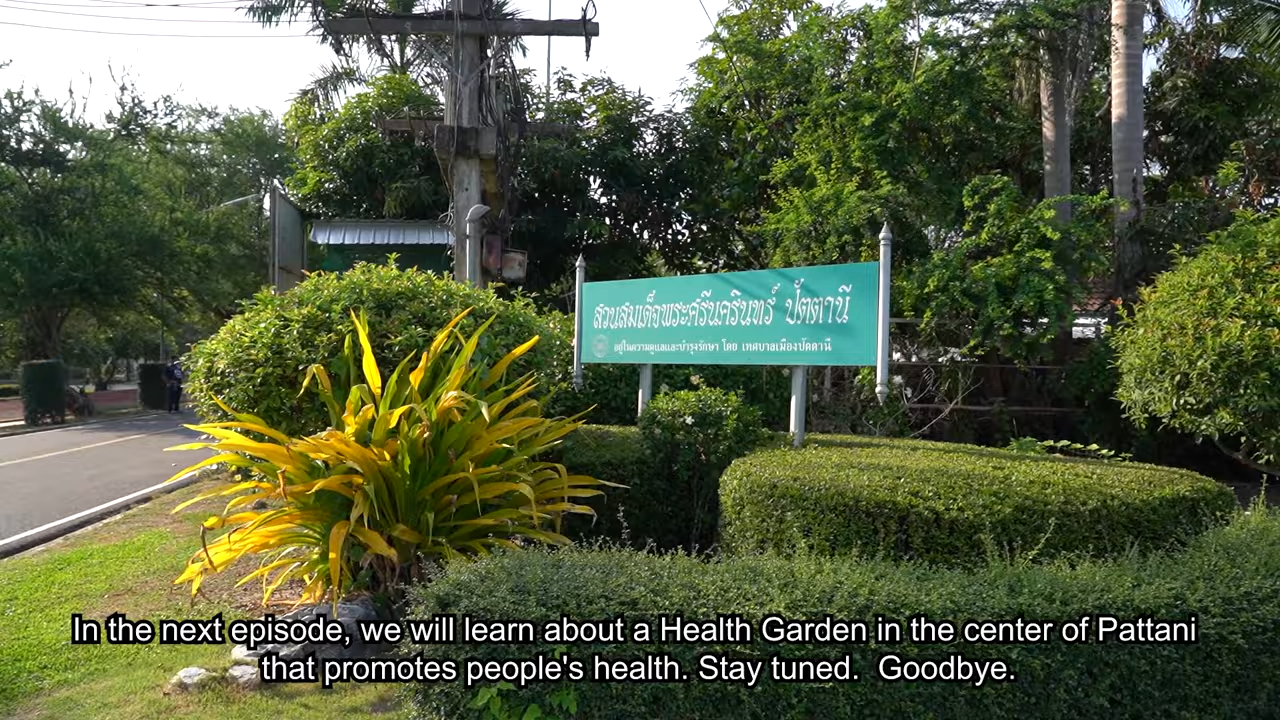 สวนสมเด็จพระศรีนครินทร์ ปัตตานี
อยู่ในความดูแลและบำรุงรักษา โดย เทศบาลเมืองปัตตานี
In the next episode, we will learn about a Health Garden in the center of Pattani
that promotes people's health. Stay tuned. Goodbye.